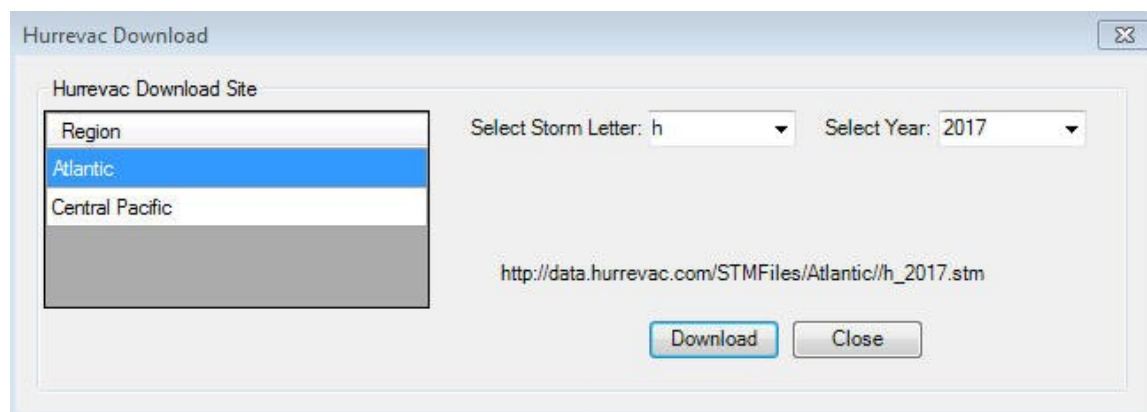 Hurrevac Download
Hurrevac Download Site
Region
Atlantic
Central Pacific
Select Storm Letter: h
Select Year: 2017
http://data.hurrevac.com/STMFiles/Atlantic//h_2017.stm
Download
Close